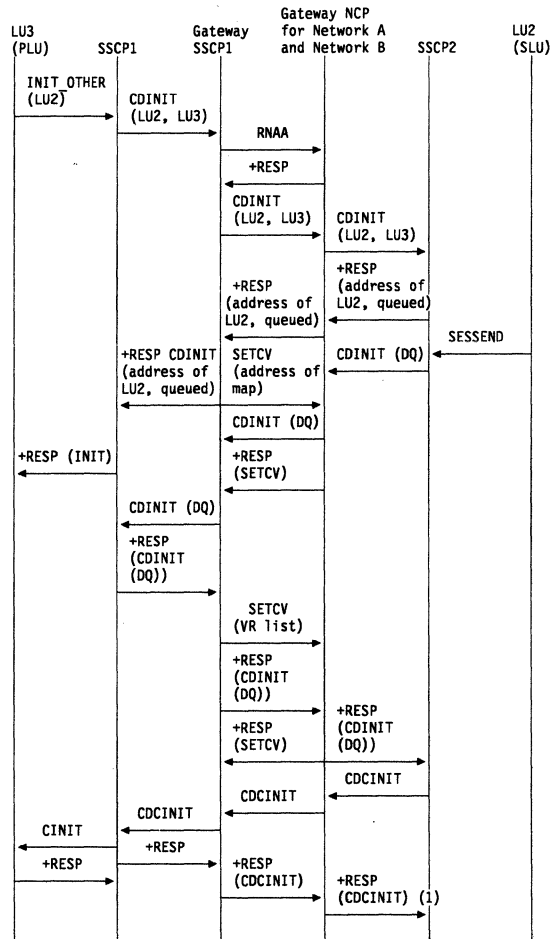 LU3
(PLU)
SSCP1
Gateway
SSCP1
Gateway NCP
for Network A
and Network B
SSCP2
LU2
(SLU)
INIT_OTHER
(LU2)
CDINIT
(LU2, LU3)
RNAA
+RESP
CDINIT
(LU2, LU3)
CDINIT
(LU2, LU3)
+RESP
(address of
LU2, queued)
+RESP
(address of
LU2, queued)
SESSEND
CDINIT (DQ)
+RESP CDINIT
(address of
LU2, queued)
SETCV
(address of
map)
CDINIT (DQ)
+RESP (INIT)
+RESP
(SETCV)
CDINIT (DQ)
+RESP
(CDINIT
(DQ))
SETCV
(VR list)
+RESP
(CDINIT
(DQ))
+RESP
(CDINIT
(DQ))
+RESP
(SETCV)
CDCINIT
CDCINIT
CDCINIT
CINIT
+RESP
+RESP
+RESP
(CDCINIT)
+RESP
(CDCINIT) (1)